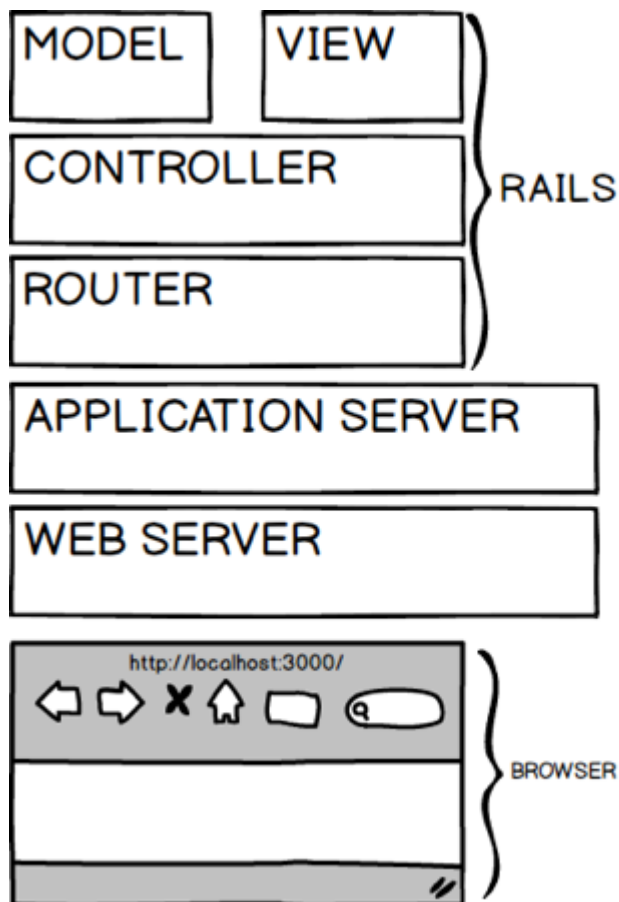 MODEL
VIEW
CONTROLLER
RAILS
ROUTER
APPLICATION SERVER
WEB SERVER
http://localhost:3000/
BROWSER